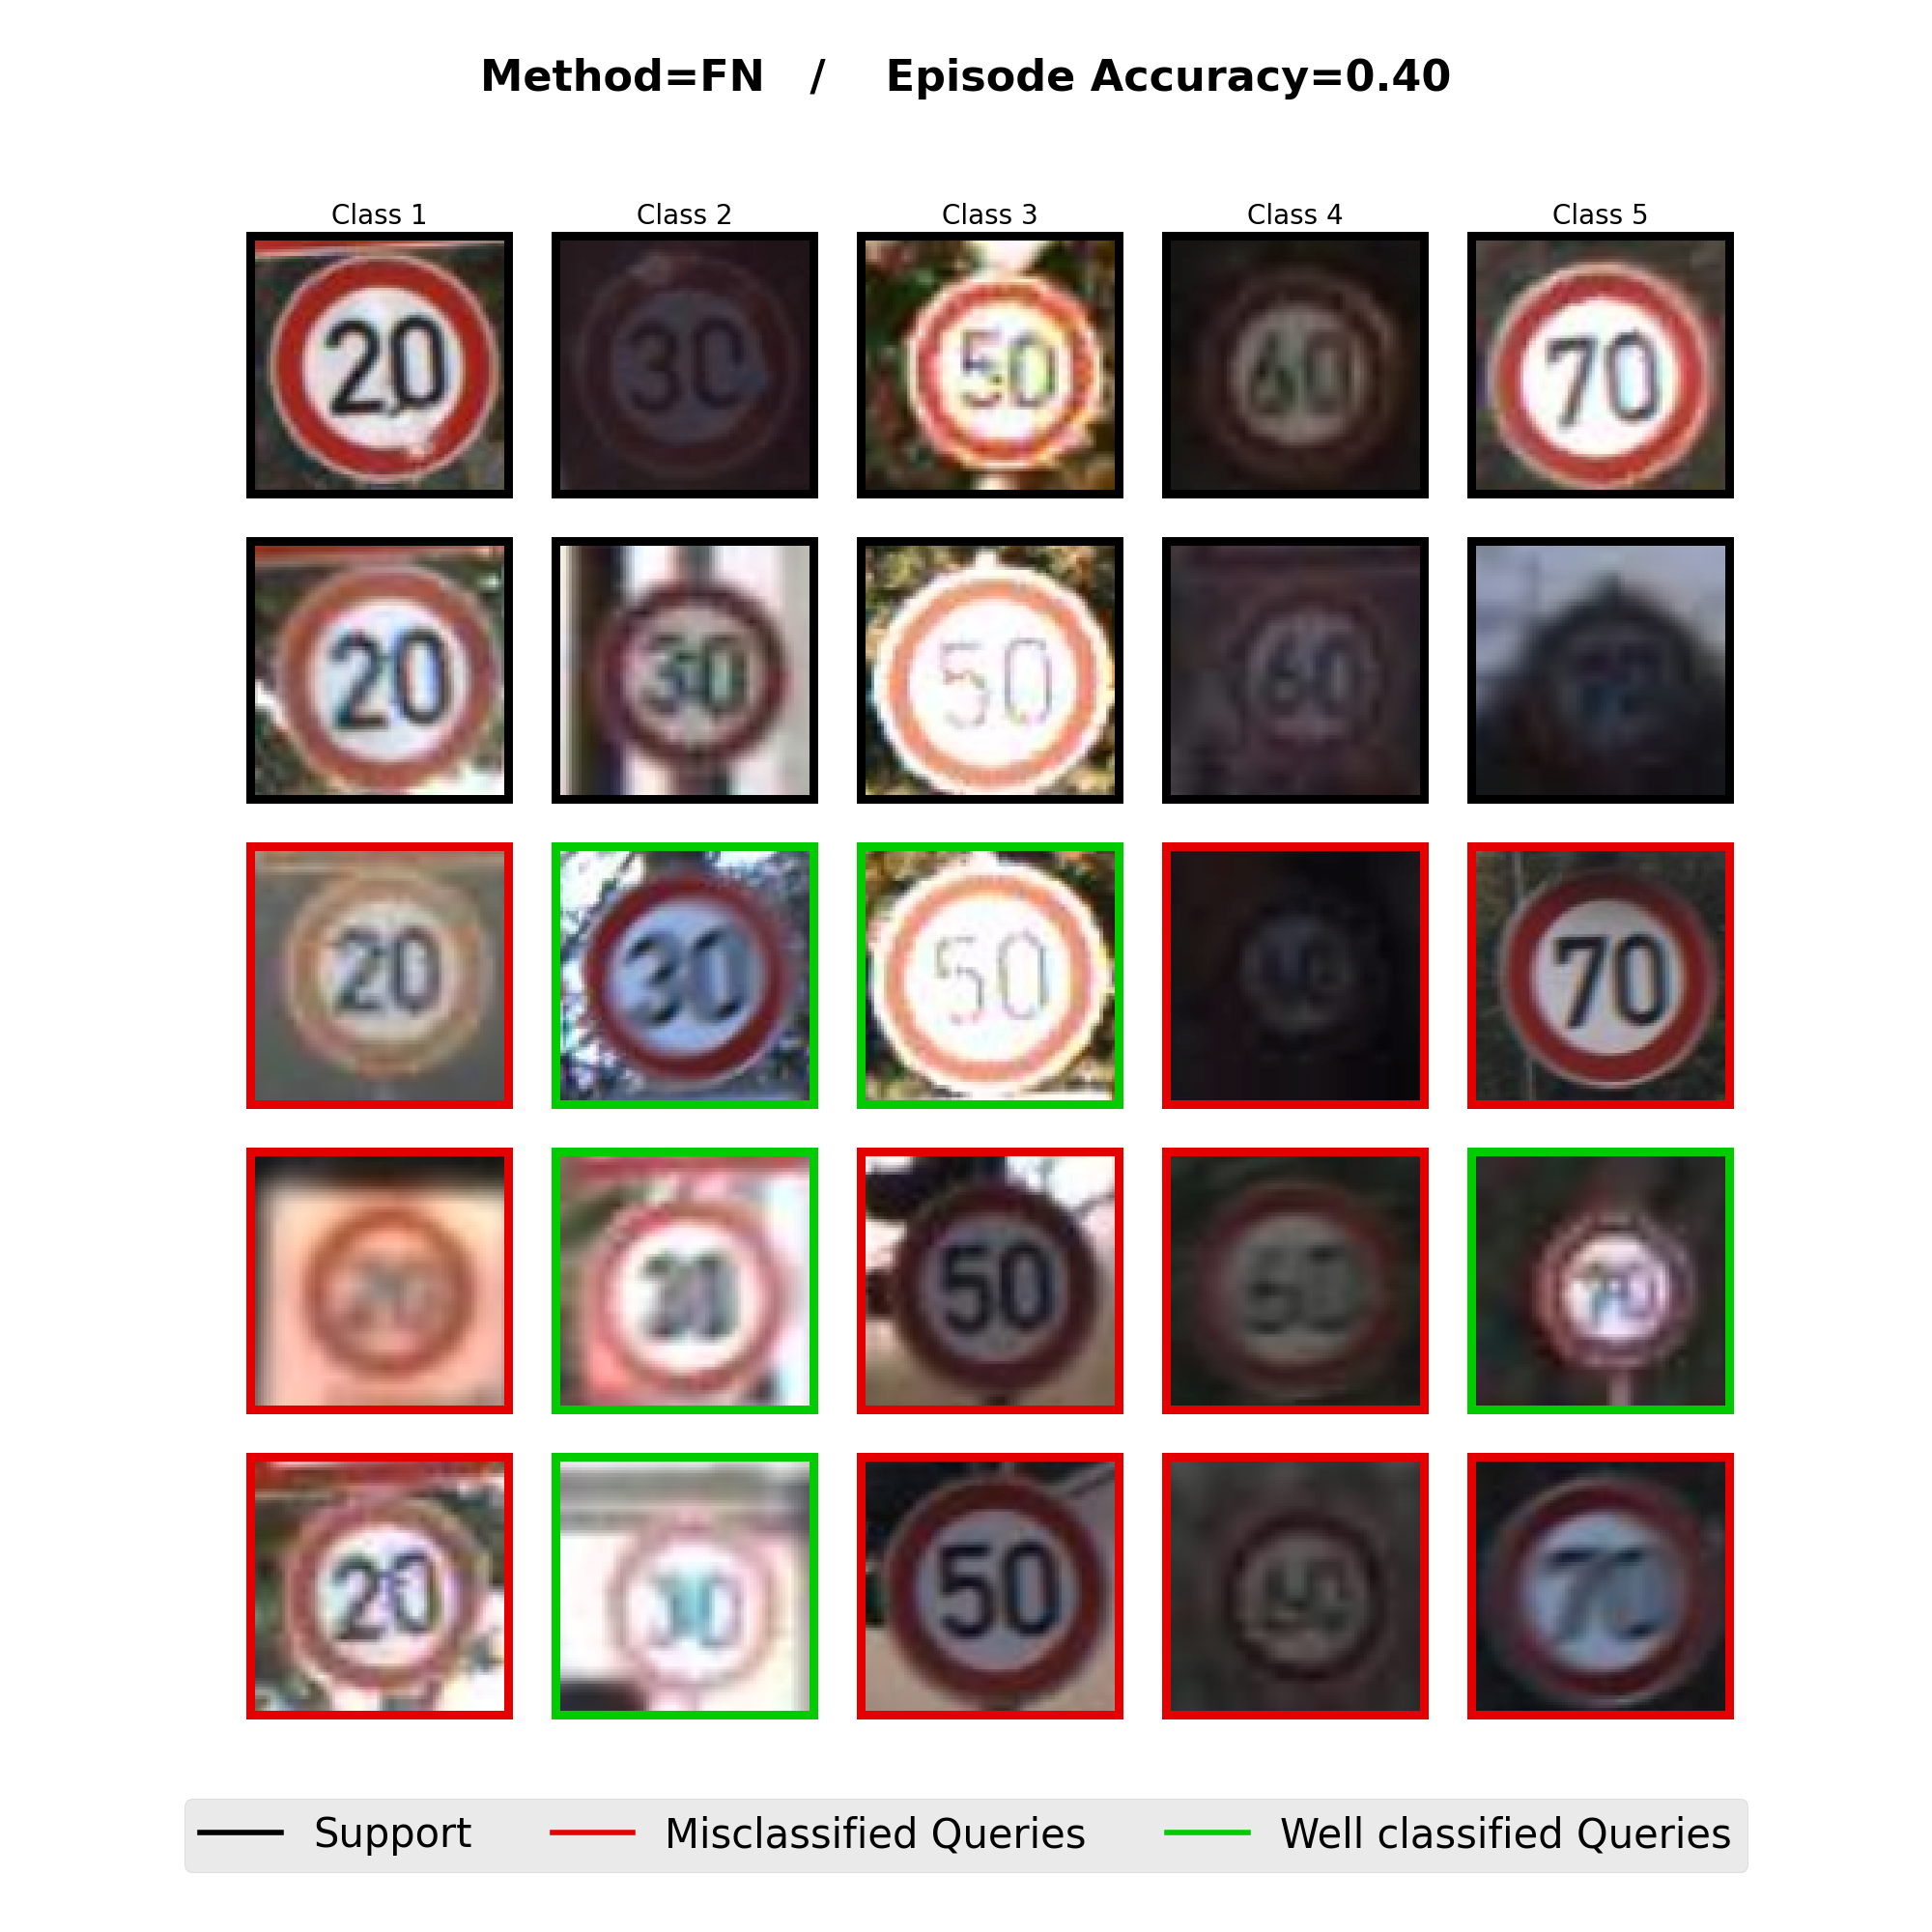 Method=FN / Episode Accuracy=0.40
Class 1 Class 2 Class 3 Class 4 Class 5
20 30 50 60 70
20 30 50 60
20 30 50 70
50 70
20 50 70
Support Misclassified Queries Well classified Queries